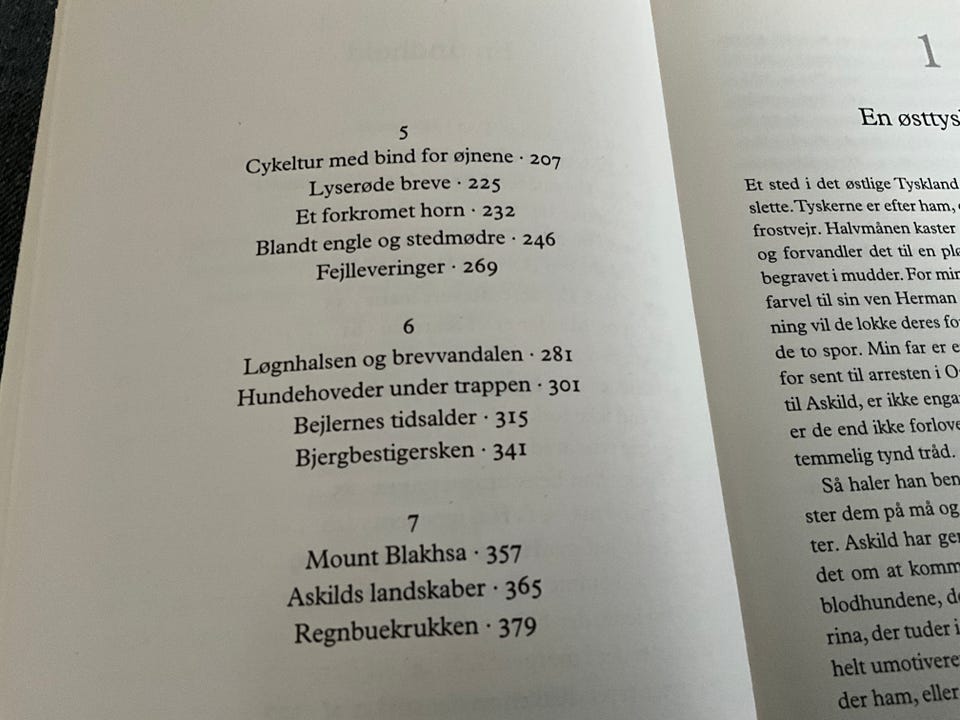 5
Cykeltur med bind for øjnene · 207
Lyserøde breve · 225
Et forkromet horn · 232
Blandt engle og stedmødre · 246
Fejlleveringer · 269
6
Løgnhalsen og brevvandalen · 281
Hundehoveder under trappen · 301
Bejlernes tidsalder · 315
Bjergbestigersken · 341
7
Mount Blakhsa · 357
Askilds landskaber · 365
Regnbuekrukken · 379
1
En østtys
Et sted i det østlige Tyskland
slette. Tyskerne er efter ham,
frostvejr. Halvmånen kaster
og forvandler det til en
begravet i mudder. For
farvel til sin ven Herman
ning vil de lokke deres
de to spor. Min far er
for sent til arresten i
til Askild, er ikke
er de end ikke
temmelig tynd tråd.
Så haler han
ster dem på må og
ter. Askild har
det om at
blodhundene,
rina, der tuder i
helt
der ham, eller